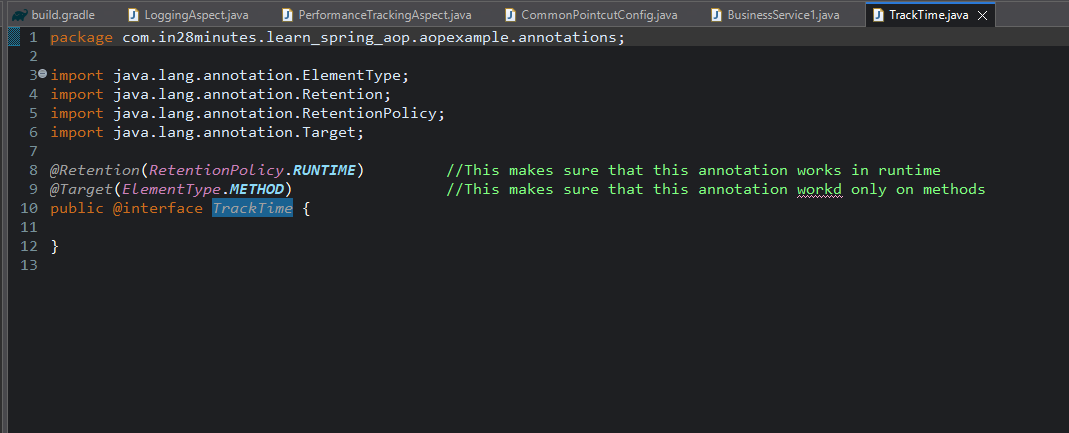 build.gradle LoggingAspect.java PerformanceTrackingAspect.java CommonPointcutConfig.java BusinessService1.java TrackTime.java
1 package com.in28minutes.learn_spring_aop.aopexample.annotations;
2
3 import java.lang.annotation.ElementType;
4 import java.lang.annotation.Retention;
5 import java.lang.annotation.RetentionPolicy;
6 import java.lang.annotation.Target;
7
8 @Retention(RetentionPolicy.RUNTIME) //This makes sure that this annotation works in runtime
9 @Target(ElementType.METHOD) //This makes sure that this annotation workd only on methods
10 public @interface TrackTime {
11
12 }
13